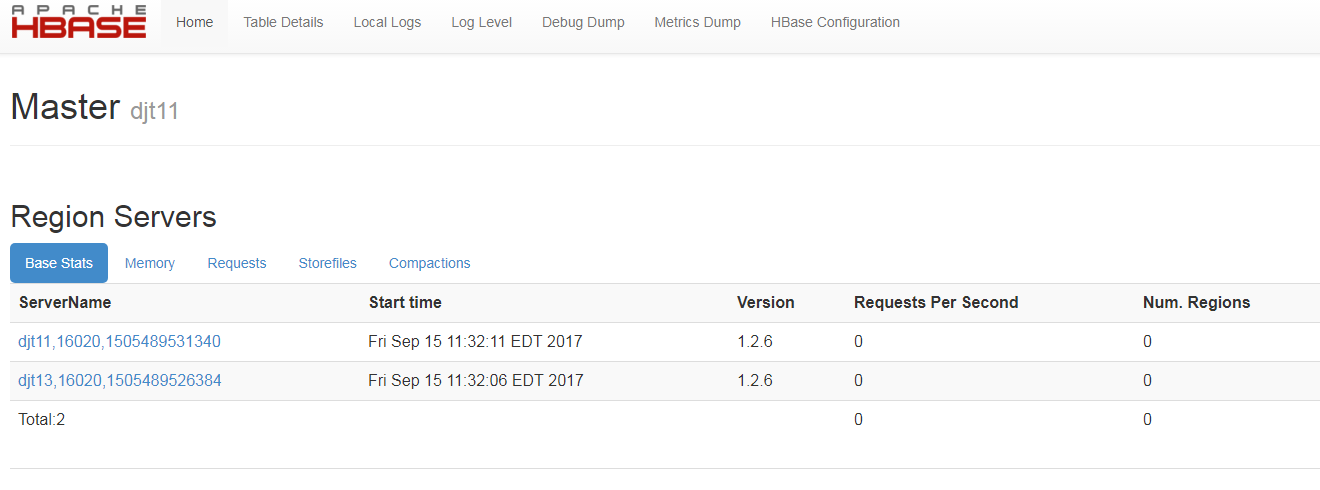 APACHE
HBASE
Home Table Details Local Logs Log Level Debug Dump Metrics Dump HBase Configuration
Master djt11
Region Servers
Base Stats Memory Requests Storefiles Compactions
ServerName Start time Version Requests Per Second Num. Regions
djt11,16020,1505489531340 Fri Sep 15 11:32:11 EDT 2017 1.2.6 0 0
djt13,16020,1505489526384 Fri Sep 15 11:32:06 EDT 2017 1.2.6 0 0
Total:2 0 0